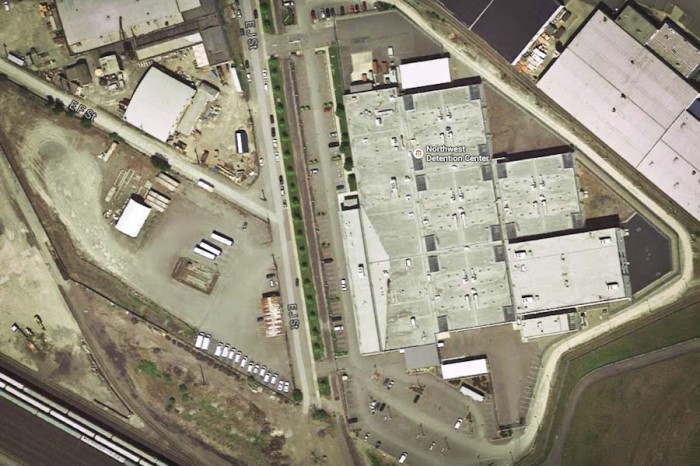 E J St
E F St
Northwest
Detention Center
E J St